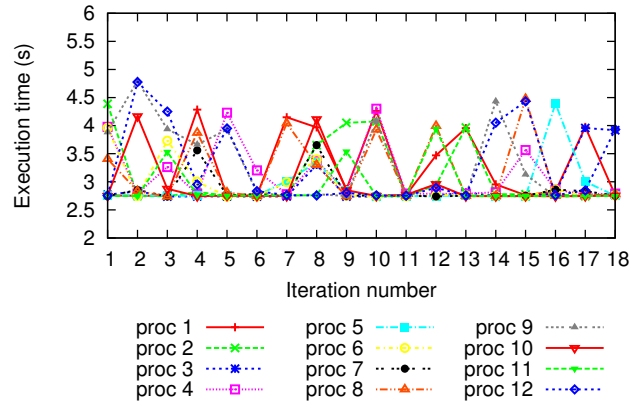 Execution time (s)
6
5.5
5
4.5
4
3.5
3
2.5
2
1 2 3 4 5 6 7 8 9 10 11 12 13 14 15 16 17 18
Iteration number
proc 1 proc 5 proc 9
proc 2 proc 6 proc 10
proc 3 proc 7 proc 11
proc 4 proc 8 proc 12